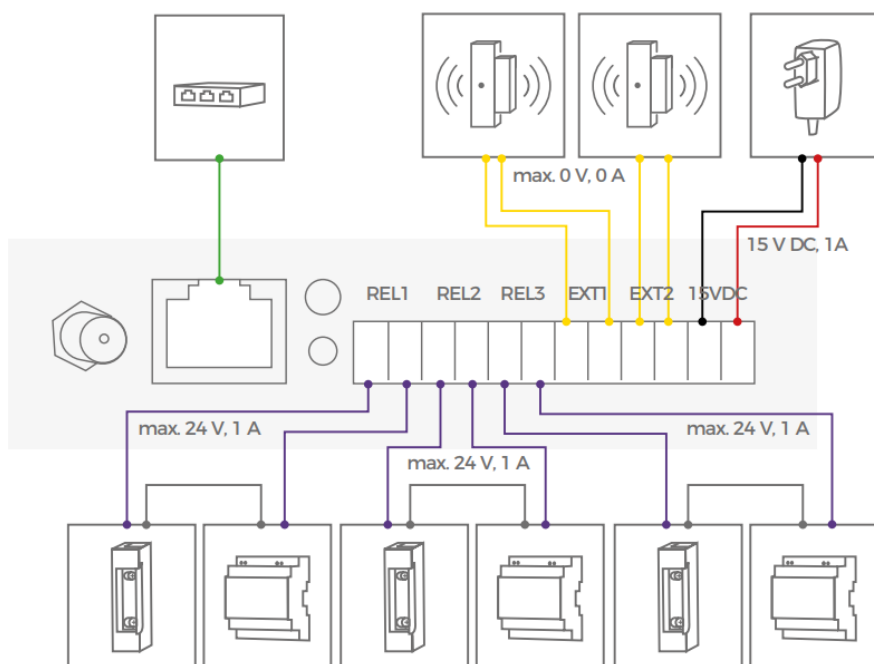 max. 0 V, 0 A
15 V DC, 1A
REL1 REL2 REL3 EXT1 EXT2 15VDC
max. 24 V, 1 A
max. 24 V, 1 A
max. 24 V, 1 A